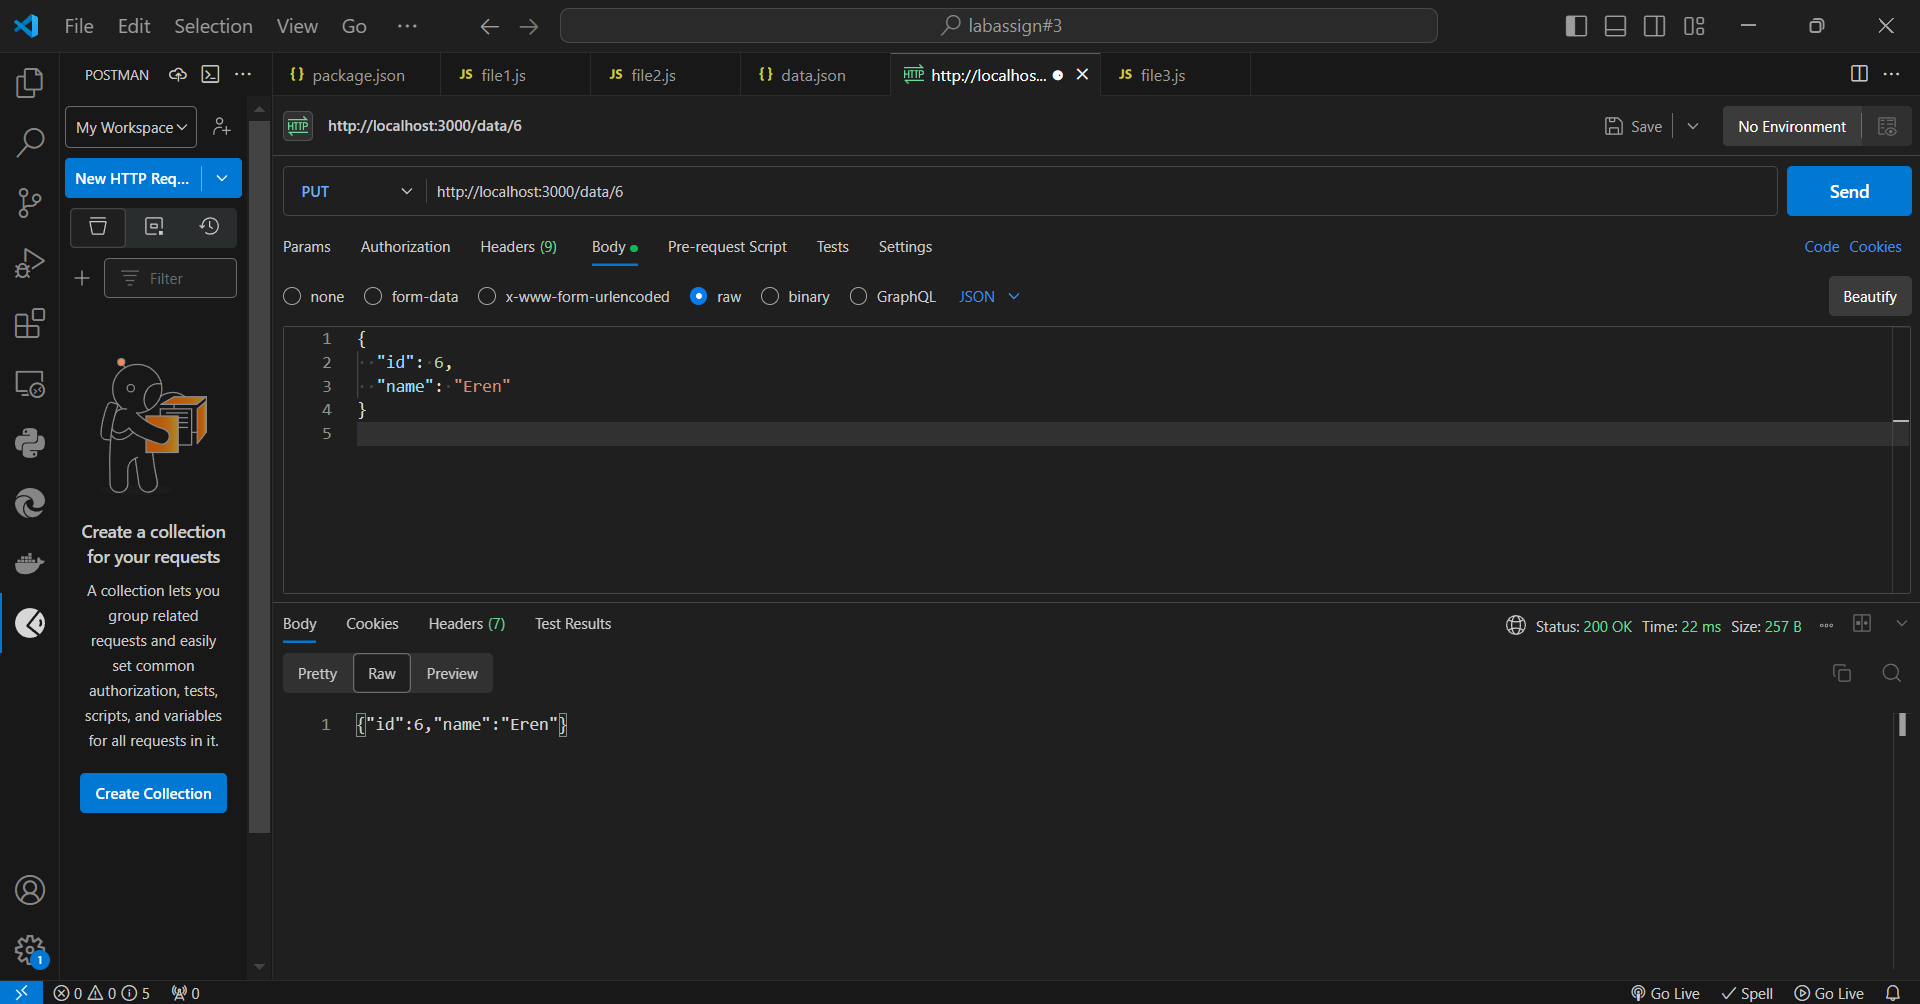 File Edit Selection View Go ···
labassign#3
POSTMAN
{} package.json
JS file1.js
JS file2.js
{} data.json
HTTP http://localhos...
JS file3.js
My Workspace
New HTTP Req...
Filter
Create a collection
for your requests
A collection lets you
group related
requests and easily
set common
authorization, tests,
scripts, and variables
for all requests in it.
Create Collection
HTTP http://localhost:3000/data/6
Save
No Environment
PUT http://localhost:3000/data/6
Send
Params Authorization Headers (9) Body Pre-request Script Tests Settings
Code Cookies
none form-data x-www-form-urlencoded raw binary GraphQL JSON
Beautify
1 {
2 "id": 6,
3 "name": "Eren"
4 }
5
Body Cookies Headers (7) Test Results
Status: 200 OK Time: 22 ms Size: 257 B
Pretty Raw Preview
1 {"id":6,"name":"Eren"}
1
0 0 5 0
Go Live Spell Go Live